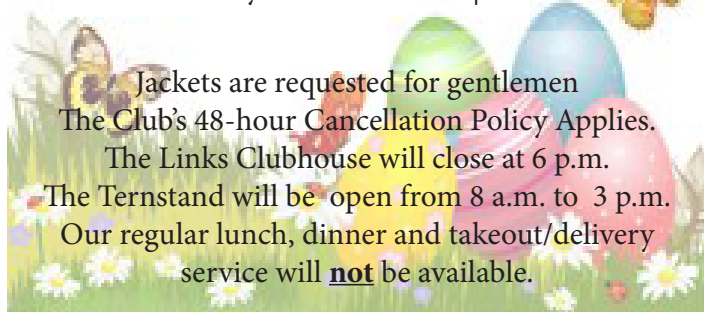 Jackets are requested for gentlemen
The Club's 48-hour Cancellation Policy Applies.
The Links Clubhouse will close at 6 p.m.
The Ternstand will be open from 8 a.m. to 3 p.m.
Our regular lunch, dinner and takeout/delivery
service will not be available.